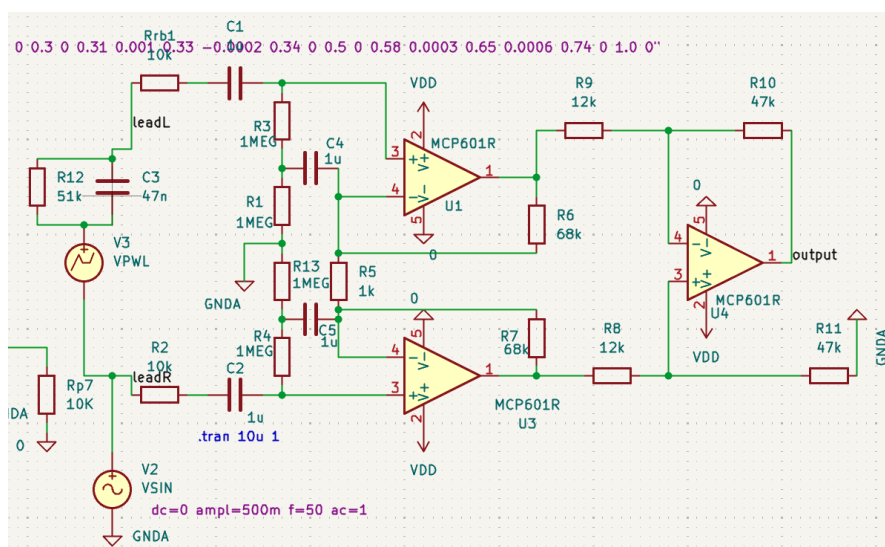 C1
Rrb1
0 0.3 0 0.31 0.001 0.33 -0.0002 0.34 0 0.5 0 0.58 0.0003 0.65 0.0006 0.74 0 1.0 0"
10k
VDD
R9
12k
R10
47k
leadL
R3
1MEG
C4
1u
2
MCP601R
3
+
V+
1
4
-
V-
U1
5
0
R12
51k
C3
47n
R1
1MEG
R6
68k
0
5
4
-
V-
1
output
3
+
V+
MCP601R
2
U4
VDD
V3
VPWL
R13
1MEG
R5
1k
GNDA
0
C5
1u
R4
1MEG
5
R7
68k
4
-
V-
1
3
+
V+
2
MCP601R
U3
VDD
R8
12k
R11
47k
GNDA
R2
10k
leadR
C2
1u
Rp7
10K
DA
0
.tran 10u 1
V2
VSIN
dc=0 ampl=500m f=50 ac=1
GNDA